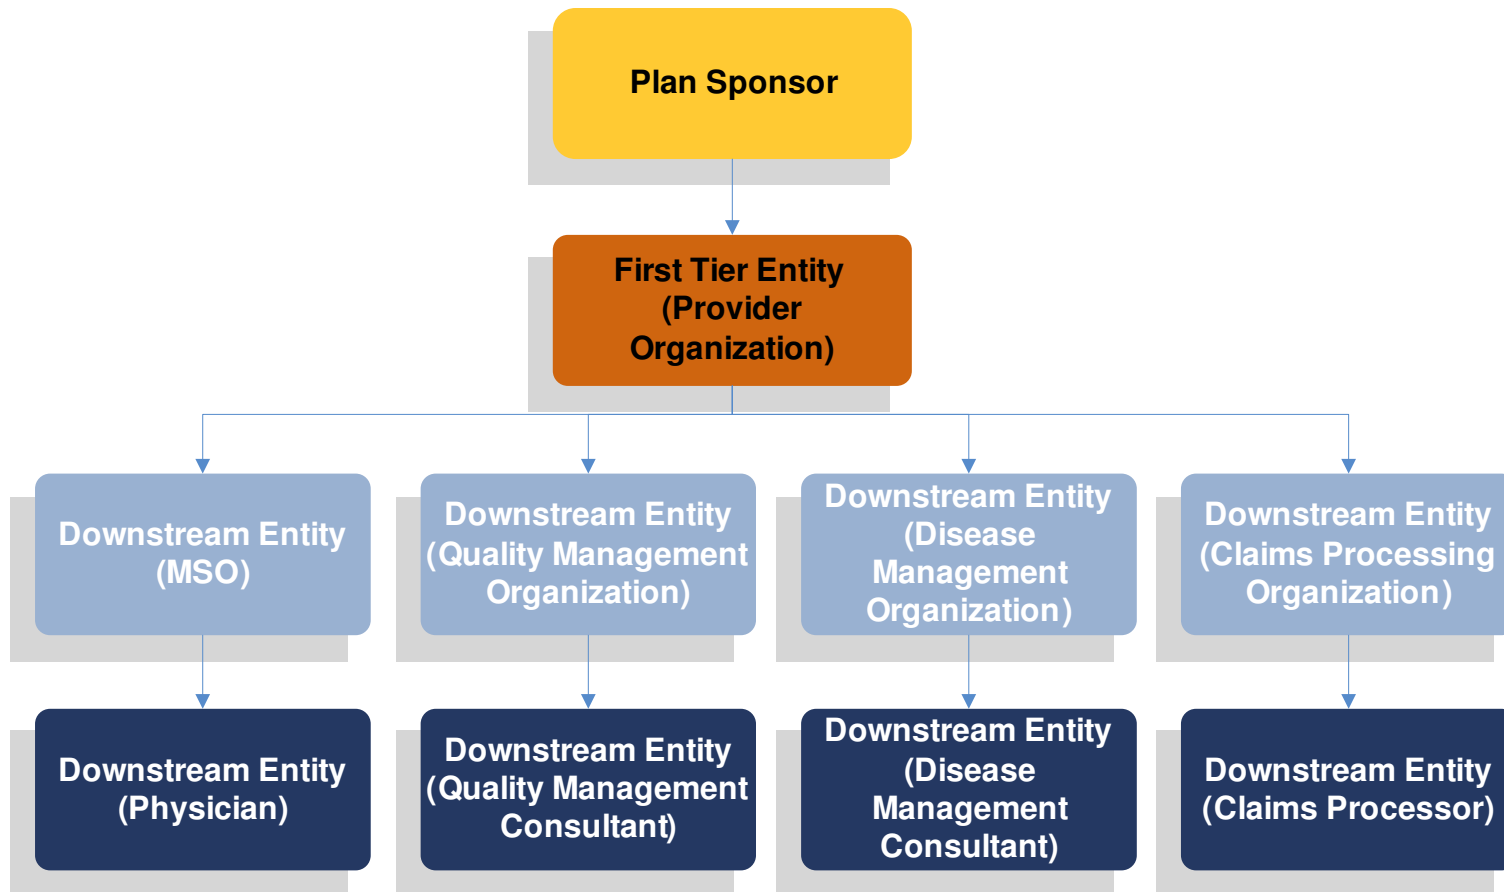 Plan Sponsor
First Tier Entity
(Provider
Organization)
Downstream Entity
(MSO)
Downstream Entity
(Quality Management
Organization)
Downstream Entity
(Disease
Management
Organization)
Downstream Entity
(Claims Processing
Organization)
Downstream Entity
(Physician)
Downstream Entity
(Quality Management
Consultant)
Downstream Entity
(Disease
Management
Consultant)
Downstream Entity
(Claims Processor)